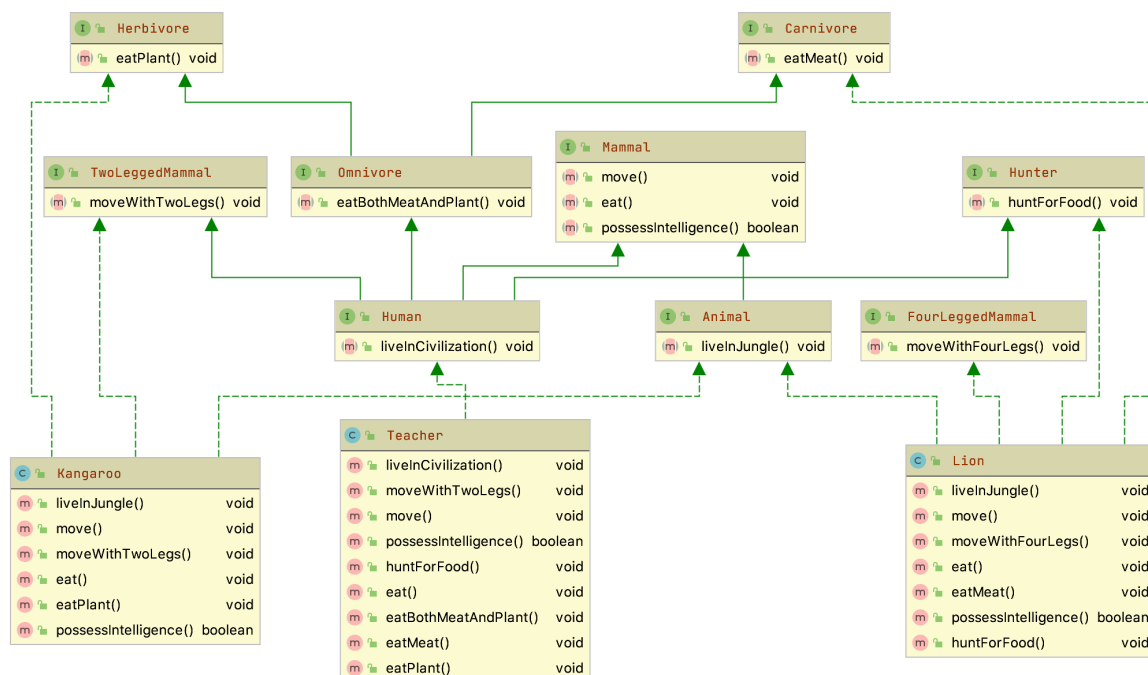 I Herbivore
m eatPlant() void
I Carnivore
m eatMeat() void
I TwoLeggedMammal
m moveWithTwoLegs() void
I Omnivore
m eatBothMeatAndPlant() void
I Mammal
m move() void
m eat() void
m possessIntelligence() boolean
I Hunter
m huntForFood() void
I Human
m liveInCivilization() void
I Animal
m liveInJungle() void
I FourLeggedMammal
m moveWithFourLegs() void
C Kangaroo
m liveInJungle() void
m move() void
m moveWithTwoLegs() void
m eat() void
m eatPlant() void
m possessIntelligence() boolean
C Teacher
m liveInCivilization() void
m moveWithTwoLegs() void
m move() void
m possessIntelligence() boolean
m huntForFood() void
m eat() void
m eatBothMeatAndPlant() void
m eatMeat() void
m eatPlant() void
C Lion
m liveInJungle() void
m move() void
m moveWithFourLegs() void
m eat() void
m eatMeat() void
m possessIntelligence() boolean
m huntForFood() void